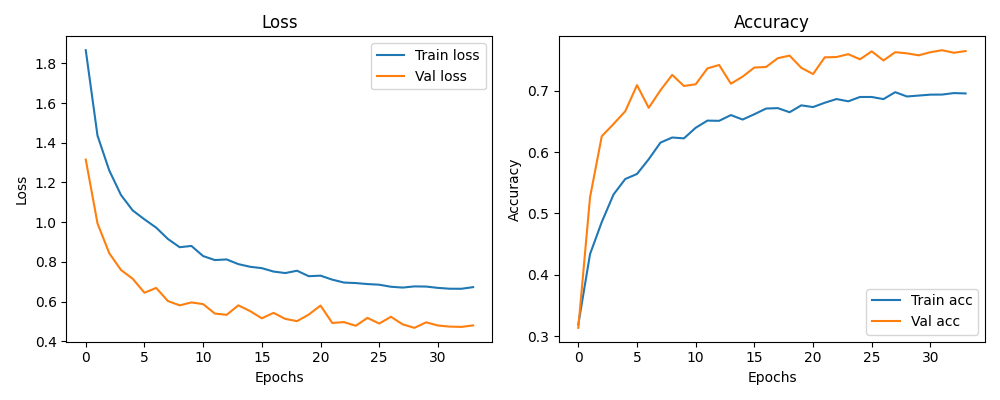 Loss
Train loss
Val loss
1.8
1.6
1.4
1.2
1.0
0.8
0.6
0.4
Loss
0 5 10 15 20 25 30
Epochs
Accuracy
0.7
0.6
0.5
0.4
0.3
Accuracy
Train acc
Val acc
0 5 10 15 20 25 30
Epochs